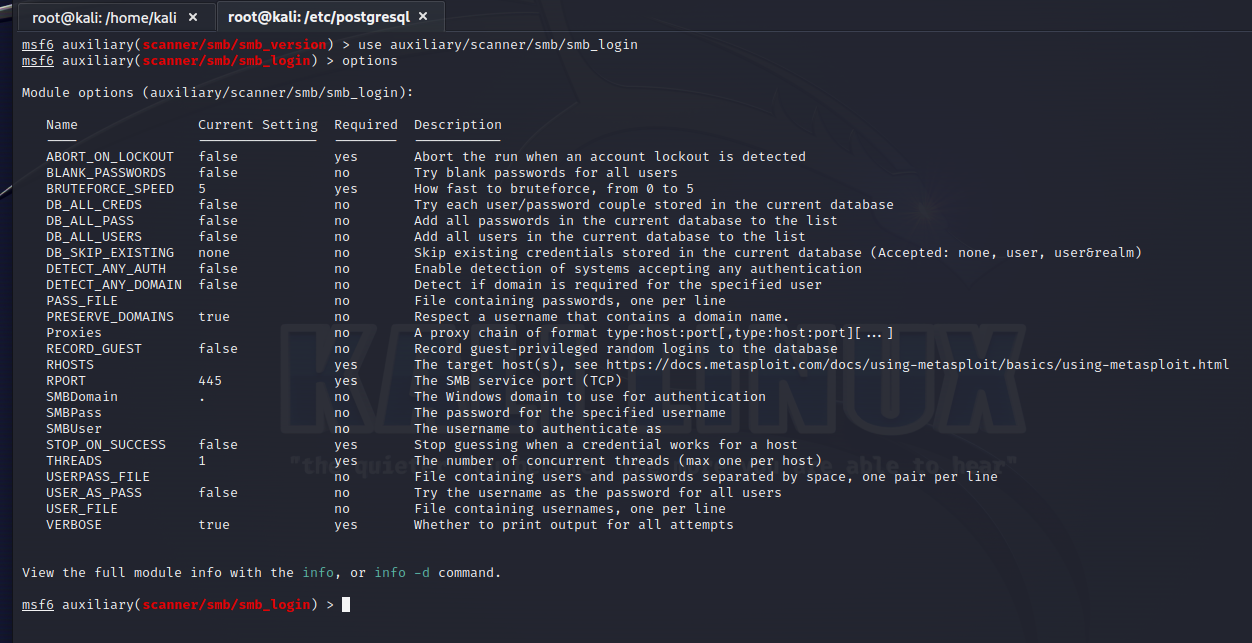 root@kali: /home/kali × root@kali: /etc/postgresql ×
msf6 auxiliary(scanner/smb/smb_version) > use auxiliary/scanner/smb/smb_login
msf6 auxiliary(scanner/smb/smb_login) > options
Module options (auxiliary/scanner/smb/smb_login):
Name Current Setting Required Description
ABORT_ON_LOCKOUT false yes Abort the run when an account lockout is detected
BLANK_PASSWORDS false no Try blank passwords for all users
BRUTEFORCE_SPEED 5 yes How fast to bruteforce, from 0 to 5
DB_ALL_CREDS false no Try each user/password couple stored in the current database
DB_ALL_PASS false no Add all passwords in the current database to the list
DB_ALL_USERS false no Add all users in the current database to the list
DB_SKIP_EXISTING none no Skip existing credentials stored in the current database (Accepted: none, user, user&realm)
DETECT_ANY_AUTH false no Enable detection of systems accepting any authentication
DETECT_ANY_DOMAIN false no Detect if domain is required for the specified user
PASS_FILE no File containing passwords, one per line
PRESERVE_DOMAINS true no Respect a username that contains a domain name.
Proxies no A proxy chain of format type:host:port[,type:host:port][...]
RECORD_GUEST false no Record guest-privileged random logins to the database
RHOSTS yes The target host(s), see https://docs.metasploit.com/docs/using-metasploit/basics/using-metasploit.html
RPORT 445 yes The SMB service port (TCP)
SMBDomain . no The Windows domain to use for authentication
SMBPass no The password for the specified username
SMBUser no The username to authenticate as
STOP_ON_SUCCESS false yes Stop guessing when a credential works for a host
THREADS 1 yes The number of concurrent threads (max one per host)
USERPASS_FILE no File containing users and passwords separated by space, one pair per line
USER_AS_PASS false no Try the username as the password for all users
USER_FILE no File containing usernames, one per line
VERBOSE true yes Whether to print output for all attempts
View the full module info with the info, or info -d command.
msf6 auxiliary(scanner/smb/smb_login) >
KALI LINUX